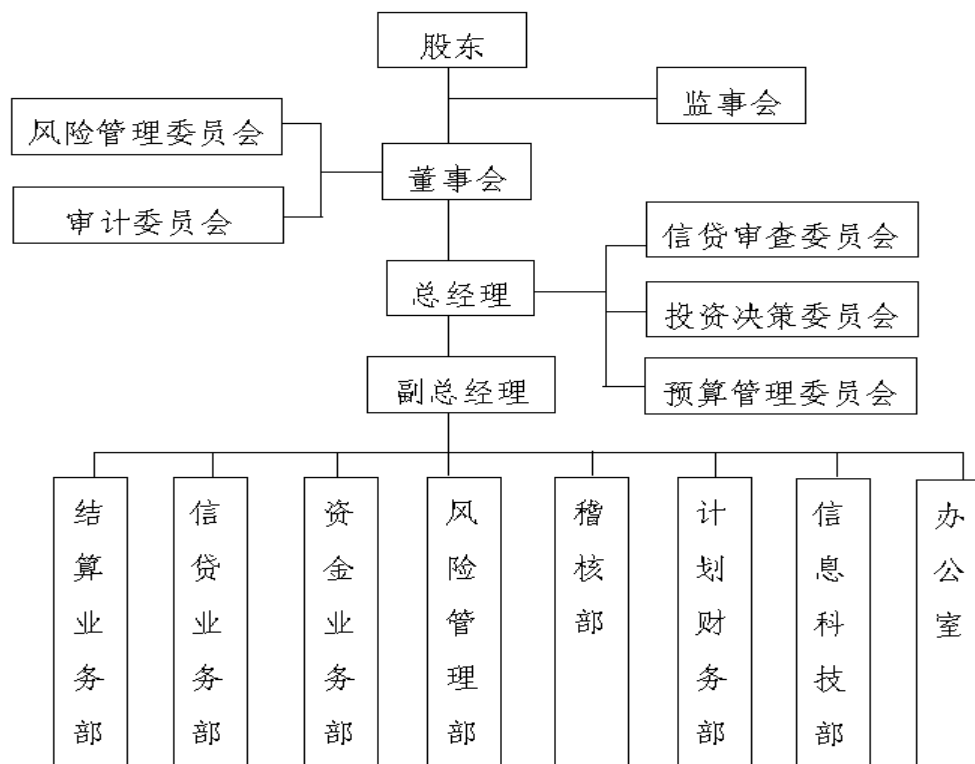 股东
监事会
风险管理委员会
董事会
审计委员会
信贷审查委员会
总经理
投资决策委员会
副总经理
预算管理委员会
结算业务部
信贷业务部
资金业务部
风险管理部
稽核部
计划财务部
信息科技部
办公室